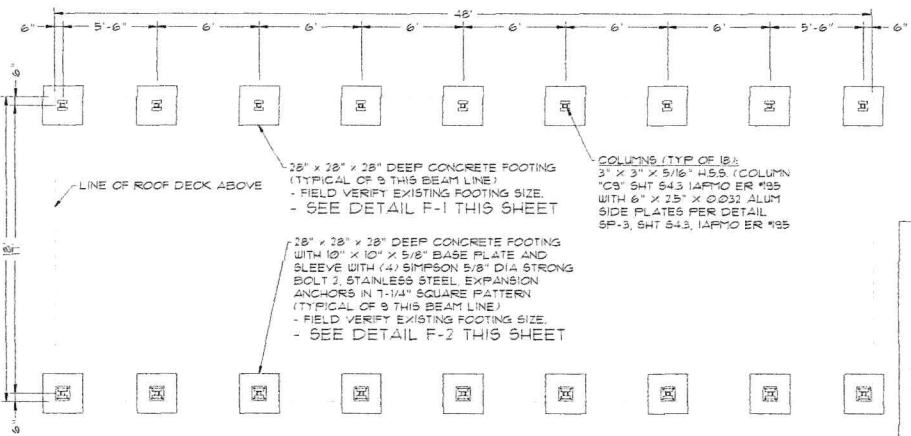 48'
6" 5'-6" 6' 6' 6' 6' 6' 6' 5'-6" 6"
6"
28" x 28" x 28" DEEP CONCRETE FOOTING
(TYPICAL OF 9 THIS BEAM LINE)
- FIELD VERIFY EXISTING FOOTING SIZE.
- SEE DETAIL F-1 THIS SHEET
COLUMNS (TYP OF 18):
3" X 3" X 5/16" H.S.S. (COLUMN
"C9" SHT S4.3 IAPMO ER #195
WITH 6" X 2.5" X 0.032 ALUM
SIDE PLATES PER DETAIL
SP-3, SHT S4.3, IAPMO ER #195
LINE OF ROOF DECK ABOVE
28" x 28" x 28" DEEP CONCRETE FOOTING
WITH 10" X 10" X 5/8" BASE PLATE AND
SLEEVE WITH (4) SIMPSON 5/8" DIA STRONG
BOLT 2, STAINLESS STEEL, EXPANSION
ANCHORS IN 7-1/4" SQUARE PATTERN
(TYPICAL OF 9 THIS BEAM LINE)
- FIELD VERIFY EXISTING FOOTING SIZE.
- SEE DETAIL F-2 THIS SHEET
6"